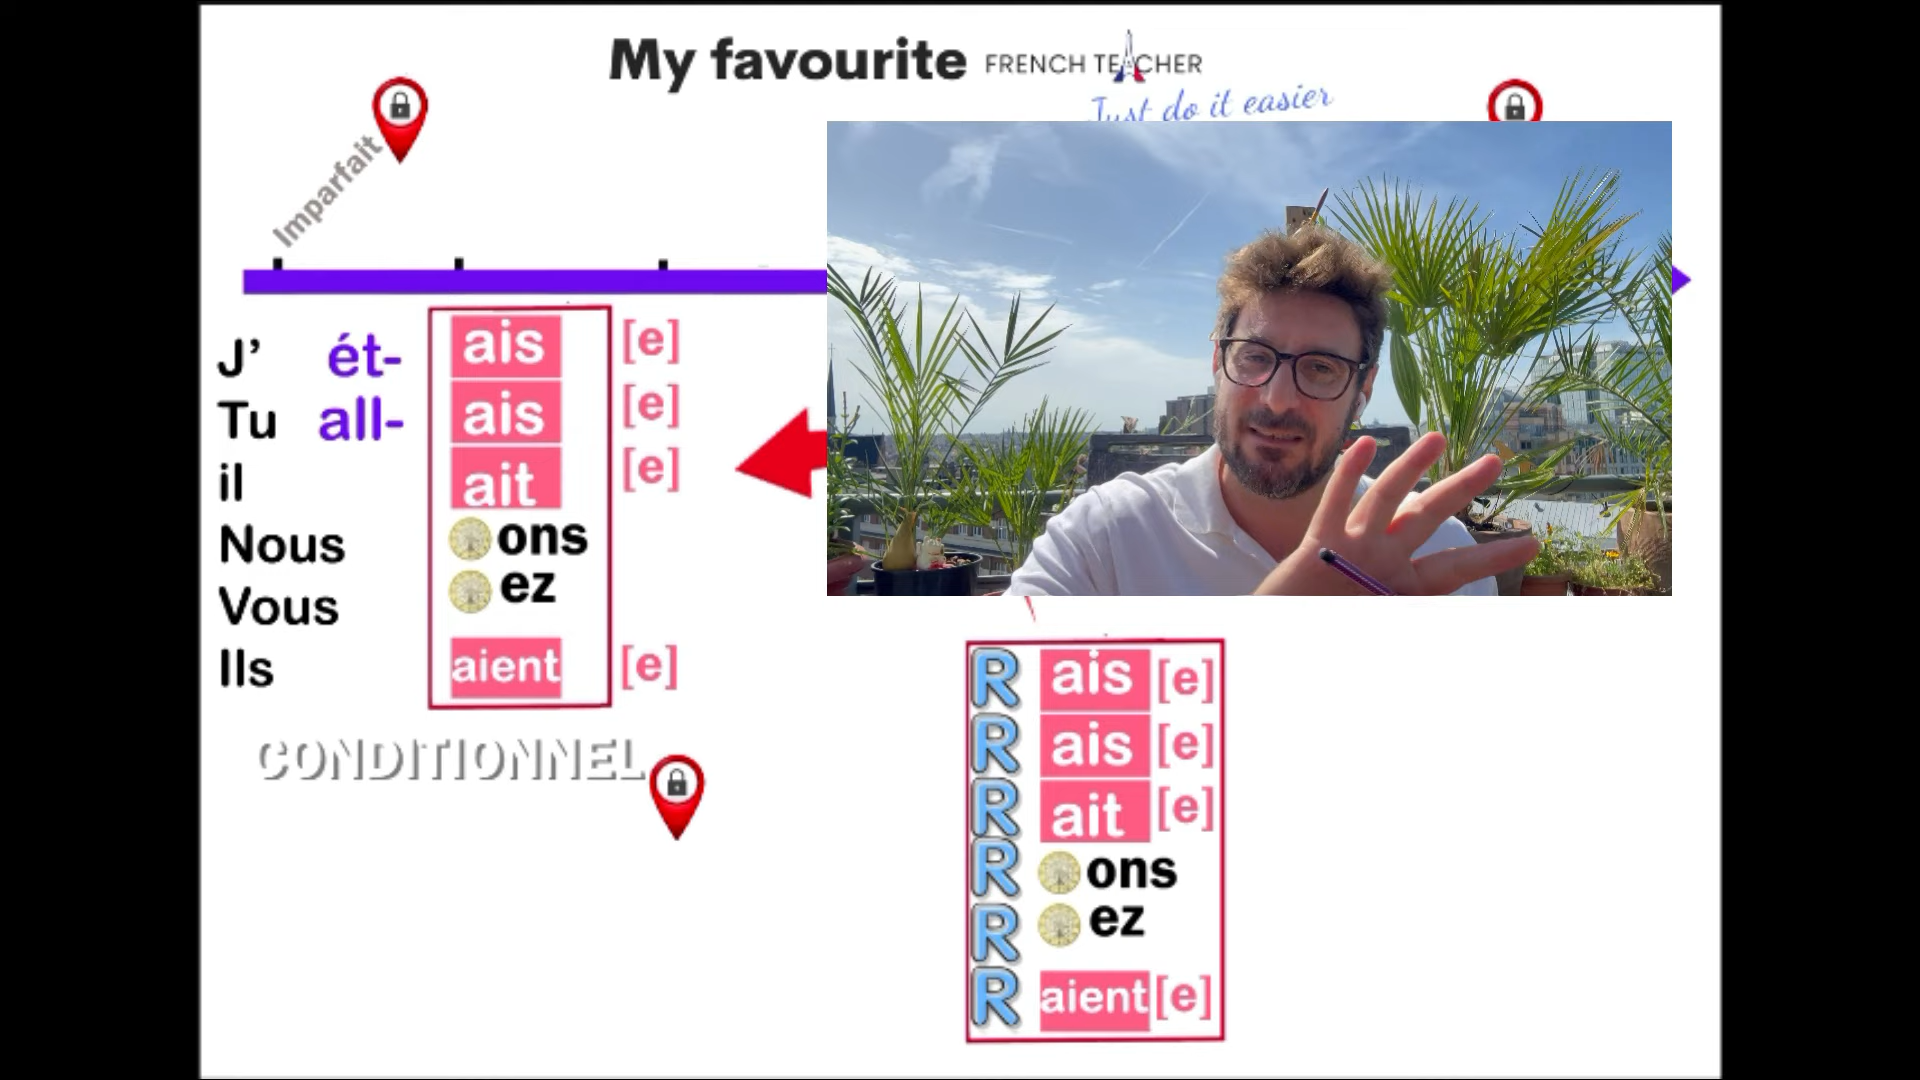 My favourite FRENCH TEACHER
Just do it easier
Imparfait
J' ét- ais [e]
Tu all- ais [e]
il ait [e]
Nous ons
Vous ez
Ils aient [e]
CONDITIONNEL
R ais [e]
R ais [e]
R ait [e]
R ons
R ez
R aient [e]